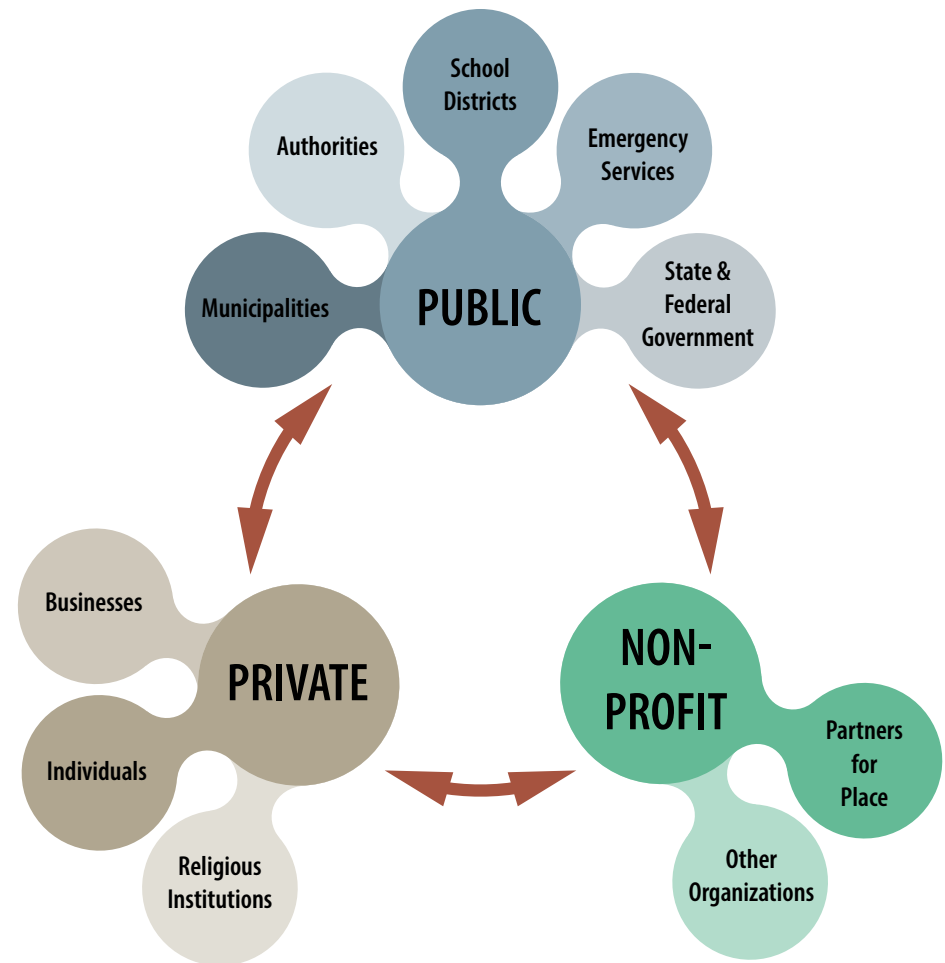 School
Districts
Authorities
Emergency
Services
Municipalities
PUBLIC
State &
Federal
Government
Businesses
PRIVATE
Individuals
Religious
Institutions
NON-
PROFIT
Partners
for
Place
Other
Organizations